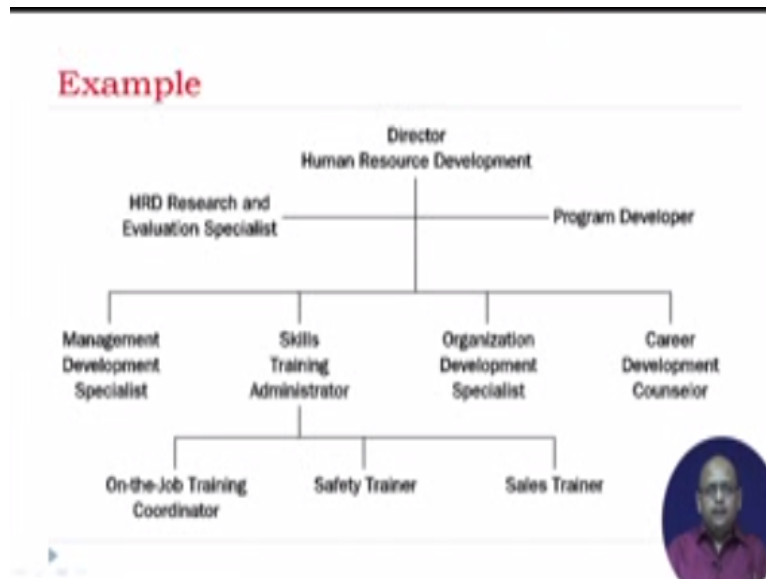 Example
Director
Human Resource Development
HRD Research and
Evaluation Specialist
Program Developer
Management
Development
Specialist
Skills
Training
Administrator
Organization
Development
Specialist
Career
Development
Counselor
On-the-Job Training
Coordinator
Safety Trainer
Sales Trainer